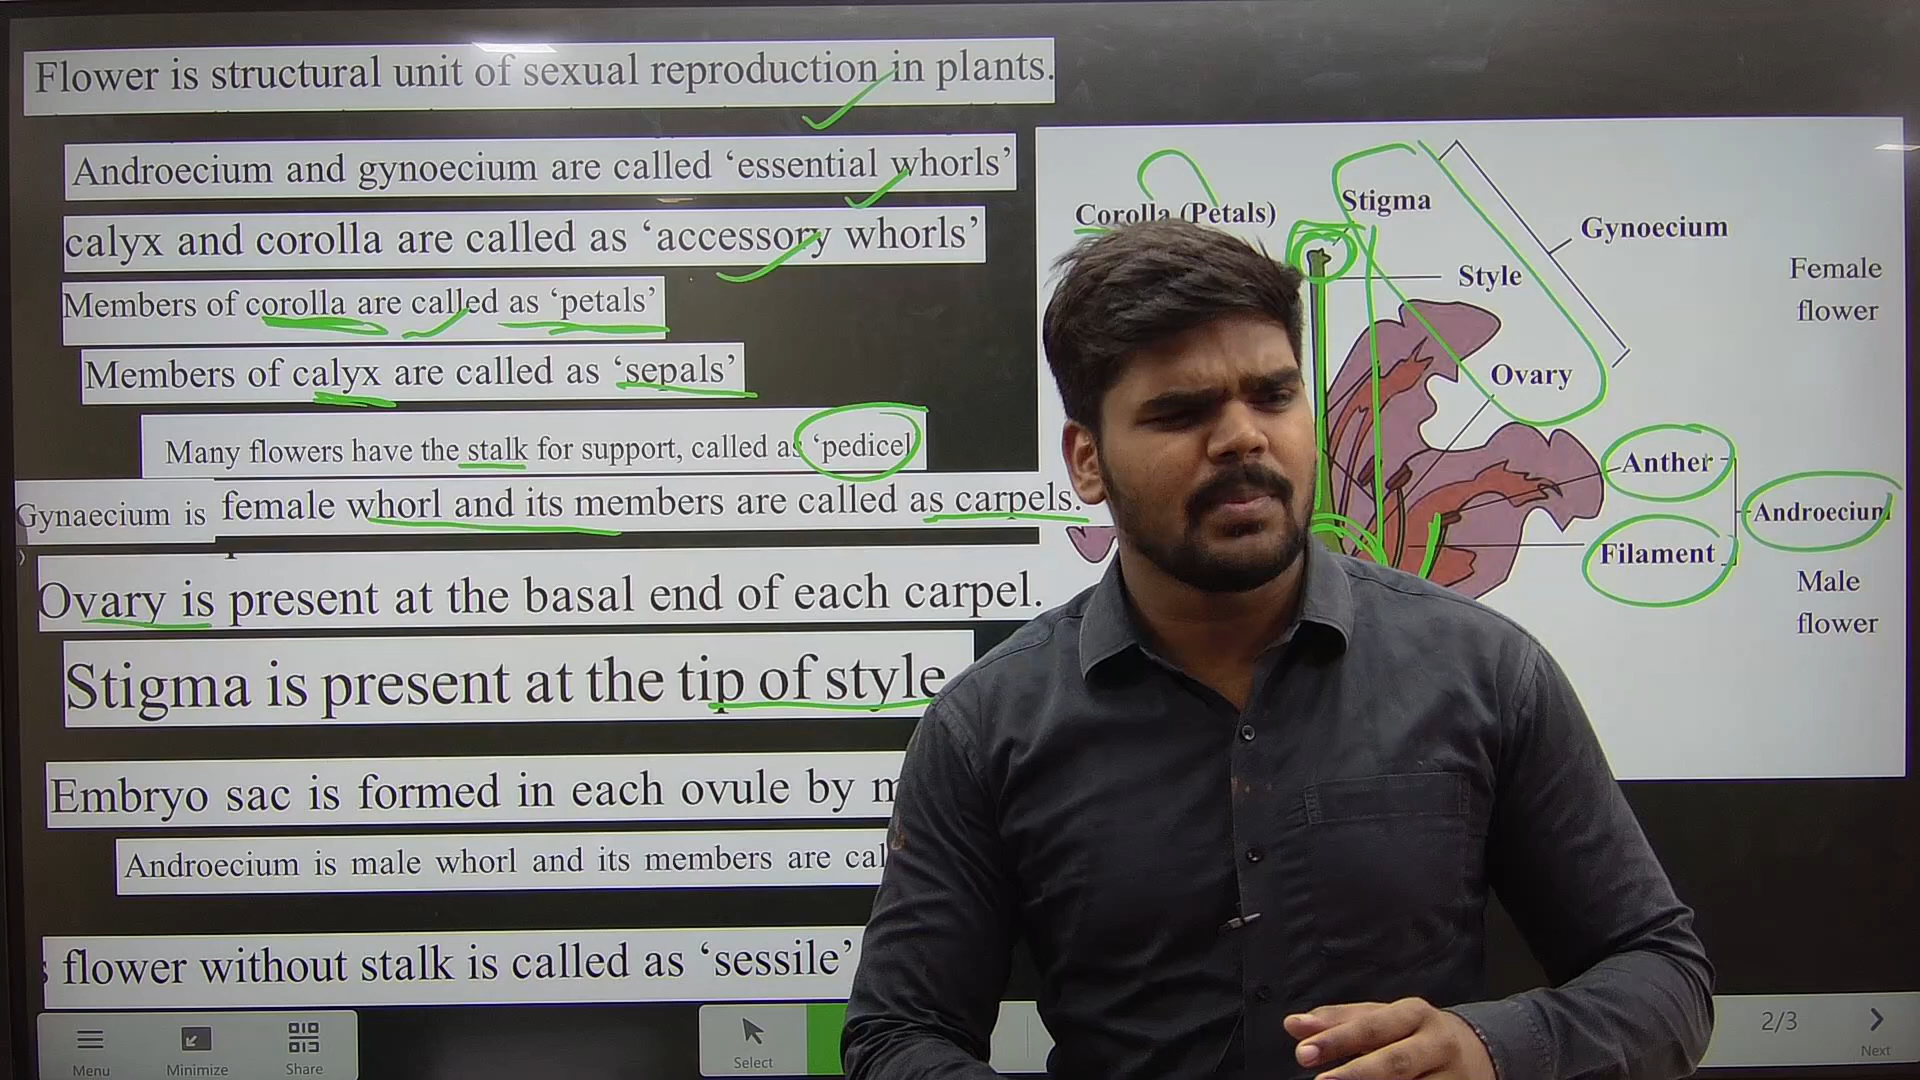 Flower is structural unit of sexual reproduction in plants.
Androecium and gynoecium are called ‘essential whorls’
calyx and corolla are called as ‘accessory whorls’
Members of corolla are called as ‘petals’
Members of calyx are called as ‘sepals’
Many flowers have the stalk for support, called as ‘pedicel’
Gynaecium is female whorl and its members are called as carpels.
Ovary is present at the basal end of each carpel.
Stigma is present at the tip of style
Embryo sac is formed in each ovule by
Androecium is male whorl and its members are
flower without stalk is called as ‘sessile’
Corolla (Petals)
Stigma
Gynoecium
Style
Female
flower
Ovary
Anther
Androecium
Filament
Male
flower
Menu
Minimize
Share
Select
2/3
Next